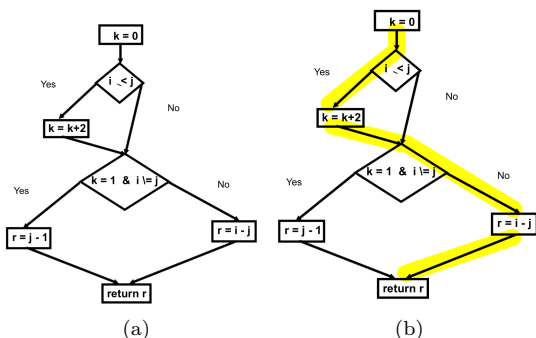 k = 0
i < j
Yes
No
k = k+2
k = 1 & i \= j
Yes
No
r = j - 1
r = i - j
return r
(a)
k = 0
i < j
Yes
No
k = k+2
k = 1 & i \= j
Yes
No
r = j - 1
r = i - j
return r
(b)